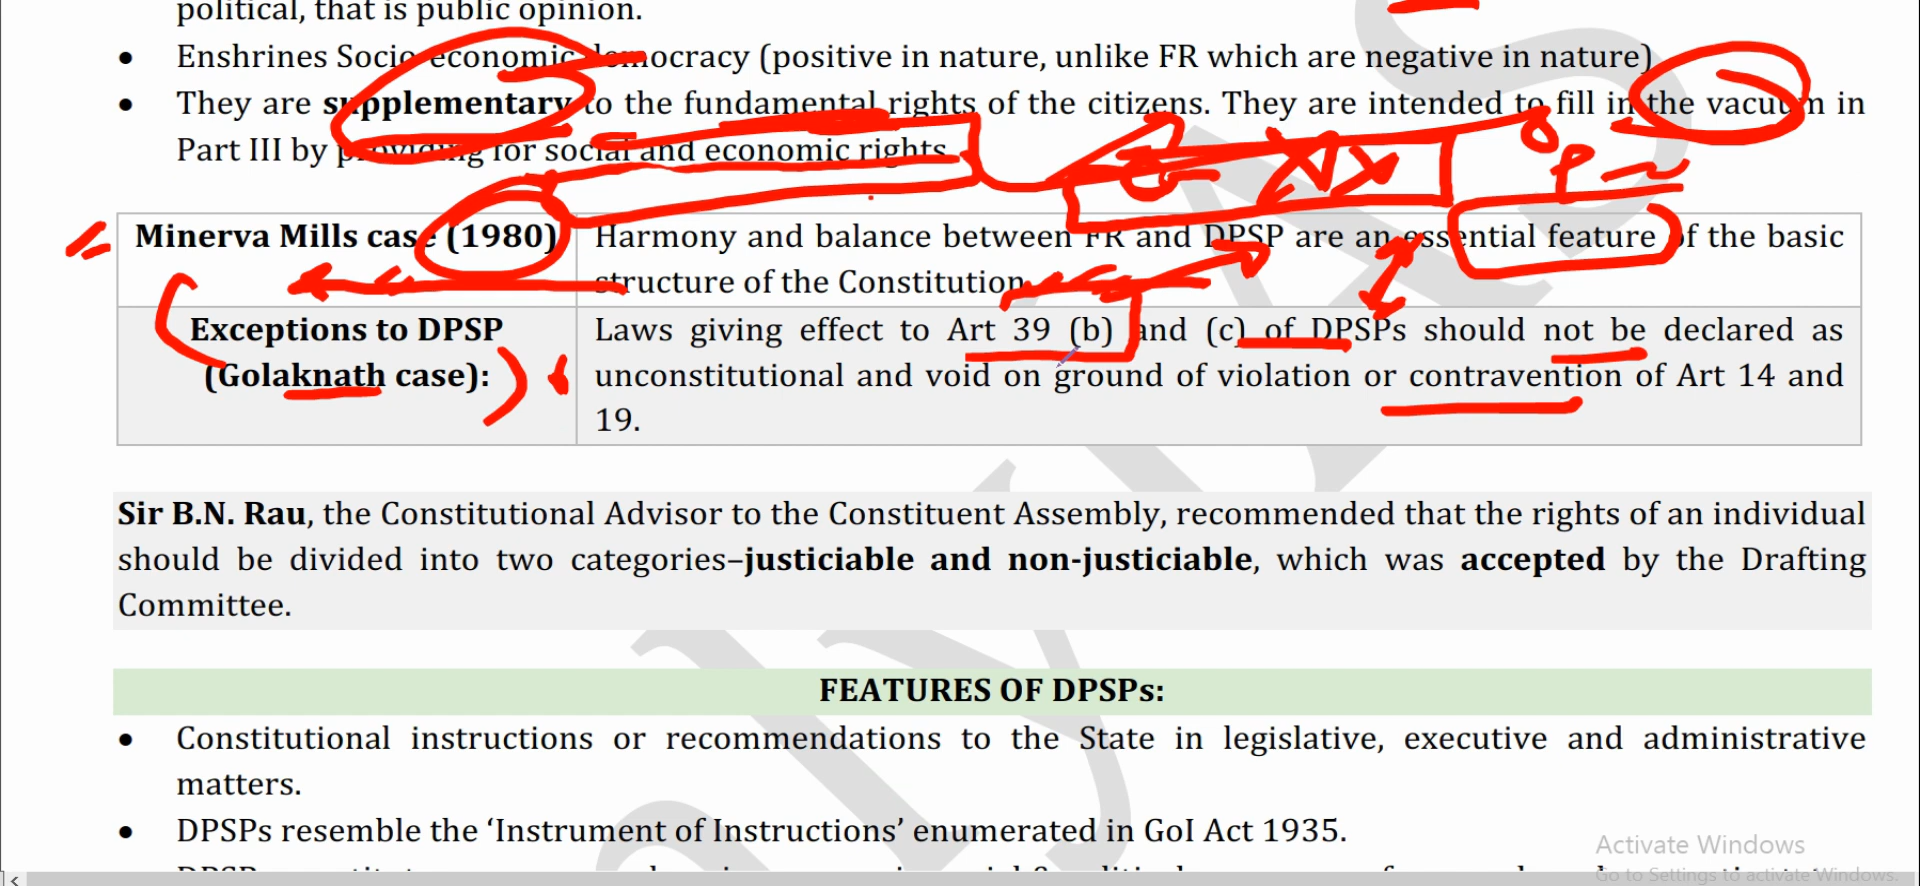 political, that is public opinion.
• Enshrines Socio economic democracy (positive in nature, unlike FR which are negative in nature)
• They are supplementary to the fundamental rights of the citizens. They are intended to fill in the vacuum in
Part III by providing for social and economic rights.
Minerva Mills case (1980)
Harmony and balance between FR and DPSP are an essential feature of the basic
structure of the Constitution
Exceptions to DPSP
(Golaknath case):
Laws giving effect to Art 39 (b) and (c) of DPSPs should not be declared as
unconstitutional and void on ground of violation or contravention of Art 14 and
19.
Sir B.N. Rau, the Constitutional Advisor to the Constituent Assembly, recommended that the rights of an individual
should be divided into two categories–justiciable and non-justiciable, which was accepted by the Drafting
Committee.
FEATURES OF DPSPs:
• Constitutional instructions or recommendations to the State in legislative, executive and administrative
matters.
• DPSPs resemble the ‘Instrument of Instructions’ enumerated in GoI Act 1935.
Activate Windows
Go to Settings to activate Windows.